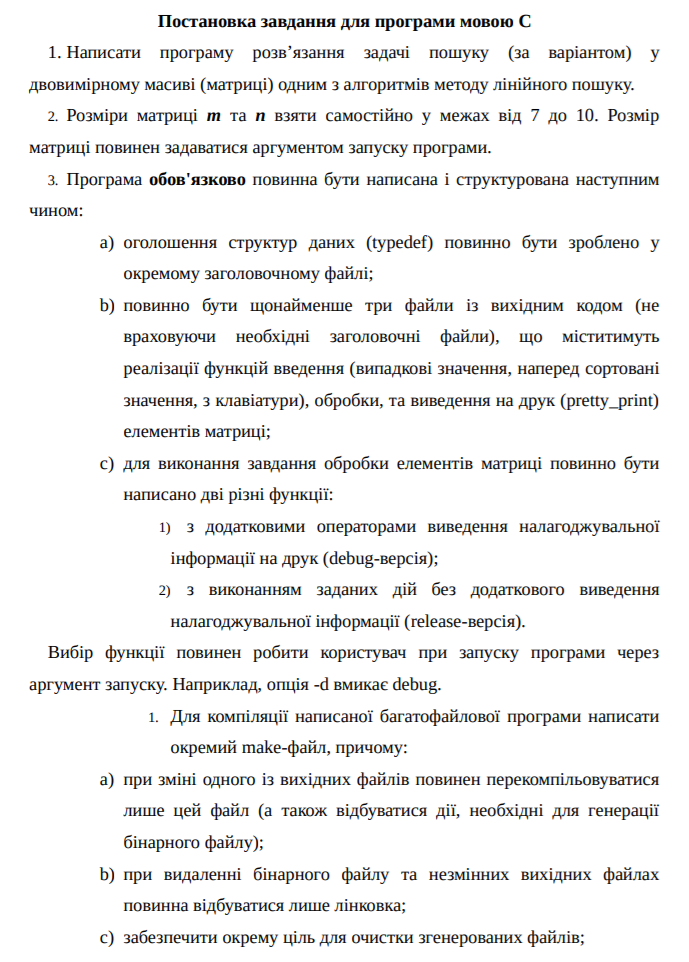 Постановка завдання для програми мовою С
1. Написати програму розв’язання задачі пошуку (за варіантом) у
двовимірному масиві (матриці) одним з алгоритмів методу лінійного пошуку.
2. Розміри матриці m та n взяти самостійно у межах від 7 до 10. Розмір
матриці повинен задаватися аргументом запуску програми.
3. Програма обов'язково повинна бути написана і структурована наступним
чином:
a) оголошення структур даних (typedef) повинно бути зроблено у
окремому заголовочному файлі;
b) повинно бути щонайменше три файли із вихідним кодом (не
враховуючи необхідні заголовочні файли), що міститимуть
реалізації функцій введення (випадкові значення, наперед сортовані
значення, з клавіатури), обробки, та виведення на друк (pretty_print)
елементів матриці;
c) для виконання завдання обробки елементів матриці повинно бути
написано дві різні функції:
1) з додатковими операторами виведення налагоджувальної
інформації на друк (debug-версія);
2) з виконанням заданих дій без додаткового виведення
налагоджувальної інформації (release-версія).
Вибір функції повинен робити користувач при запуску програми через
аргумент запуску. Наприклад, опція -d вмикає debug.
1. Для компіляції написаної багатофайлової програми написати
окремий make-файл, причому:
a) при зміні одного із вихідних файлів повинен перекомпільовуватися
лише цей файл (а також відбуватися дії, необхідні для генерації
бінарного файлу);
b) при видаленні бінарного файлу та незмінних вихідних файлах
повинна відбуватися лише лінковка;
c) забезпечити окрему ціль для очистки згенерованих файлів;